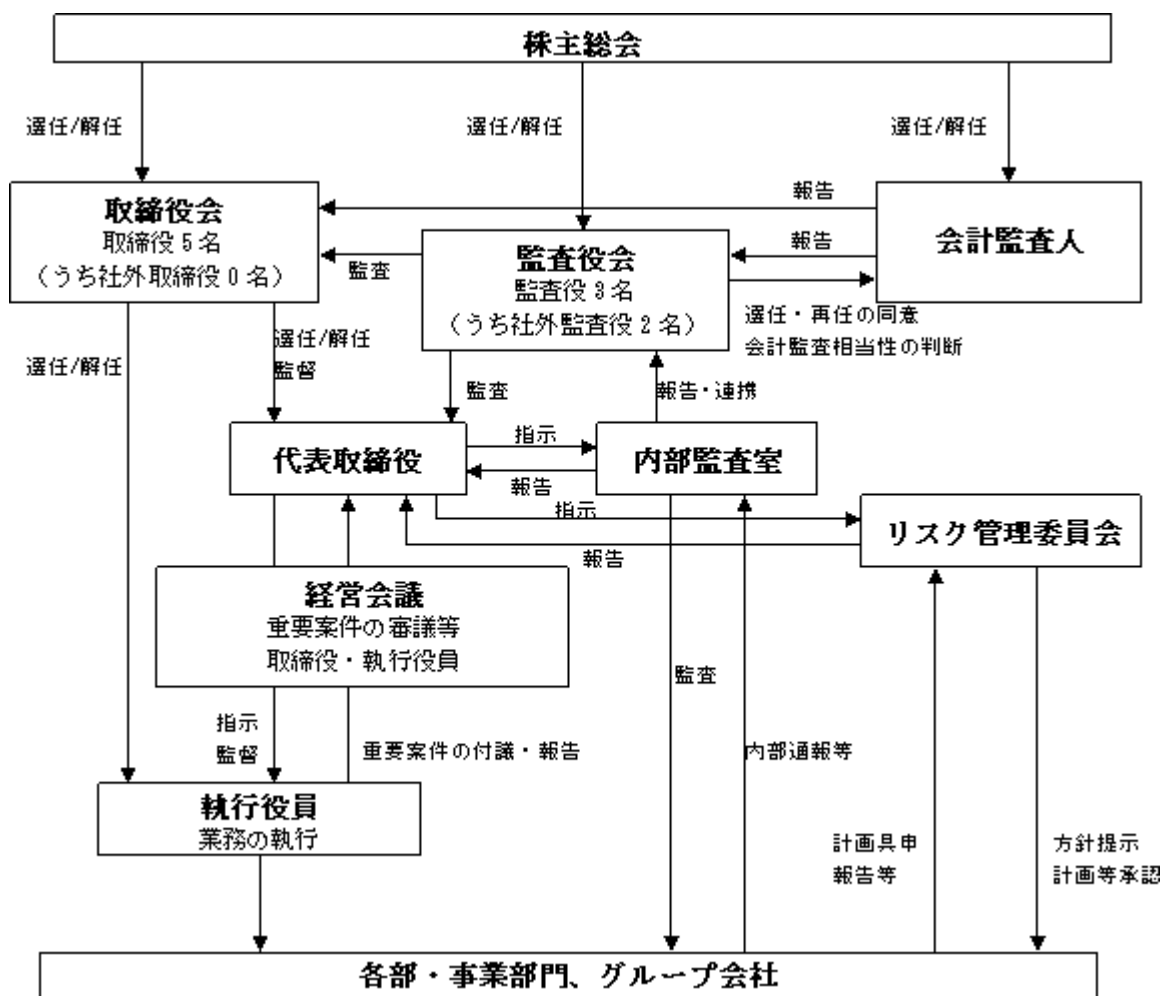 株主総会
選任/解任
選任/解任
選任/解任
取締役会
取締役5名
(うち社外取締役0名)
報告
会計監査人
監査
監査役会
監査役3名
(うち社外監査役2名)
報告
選任・再任の同意
会計監査相当性の判断
選任/解任
選任/解任
監督
監査
報告・連携
代表取締役
指示
報告
内部監査室
指示
報告
リスク管理委員会
経営会議
重要案件の審議等
取締役・執行役員
監査
指示
監督
重要案件の付議・報告
内部通報等
執行役員
業務の執行
計画具申
報告等
方針提示
計画等承認
各部・事業部門、グループ会社